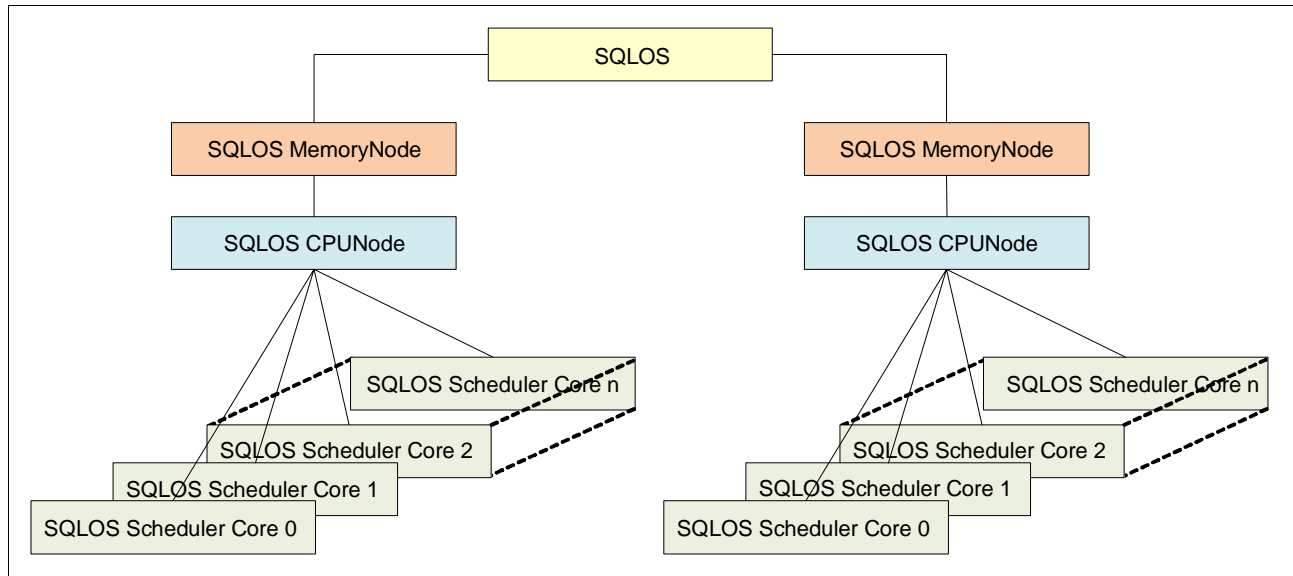 SQLOS
SQLOS MemoryNode
SQLOS MemoryNode
SQLOS CPUNode
SQLOS CPUNode
SQLOS Scheduler Core n
SQLOS Scheduler Core n
SQLOS Scheduler Core 2
SQLOS Scheduler Core 2
SQLOS Scheduler Core 1
SQLOS Scheduler Core 1
SQLOS Scheduler Core 0
SQLOS Scheduler Core 0